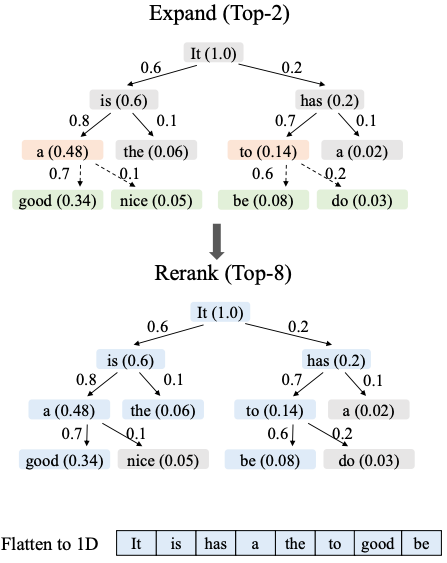 Expand (Top-2)
It (1.0)
0.6 0.2
is (0.6) has (0.2)
0.8 0.1 0.7 0.1
a (0.48) the (0.06) to (0.14) a (0.02)
0.7 0.1 0.6 0.2
good (0.34) nice (0.05) be (0.08) do (0.03)
Rerank (Top-8)
It (1.0)
0.6 0.2
is (0.6) has (0.2)
0.8 0.1 0.7 0.1
a (0.48) the (0.06) to (0.14) a (0.02)
0.7 0.1 0.6 0.2
good (0.34) nice (0.05) be (0.08) do (0.03)
Flatten to 1D It is has a the to good be